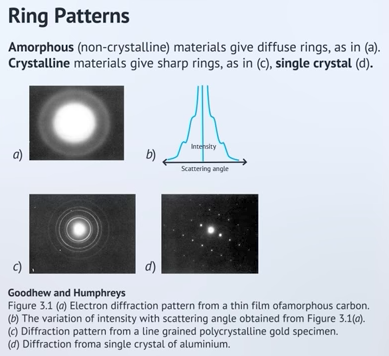 Ring Patterns
Amorphous (non-crystalline) materials give diffuse rings, as in (a).
Crystalline materials give sharp rings, as in (c), single crystal (d).
a)
b)
Intensity
Scattering angle
c)
d)
Goodhew and Humphreys
Figure 3.1 (a) Electron diffraction pattern from a thin film ofamorphous carbon.
(b) The variation of intensity with scattering angle obtained from Figure 3.1(a).
(c) Diffraction pattern from a line grained polycrystalline gold specimen.
(d) Diffraction froma single crystal of aluminium.